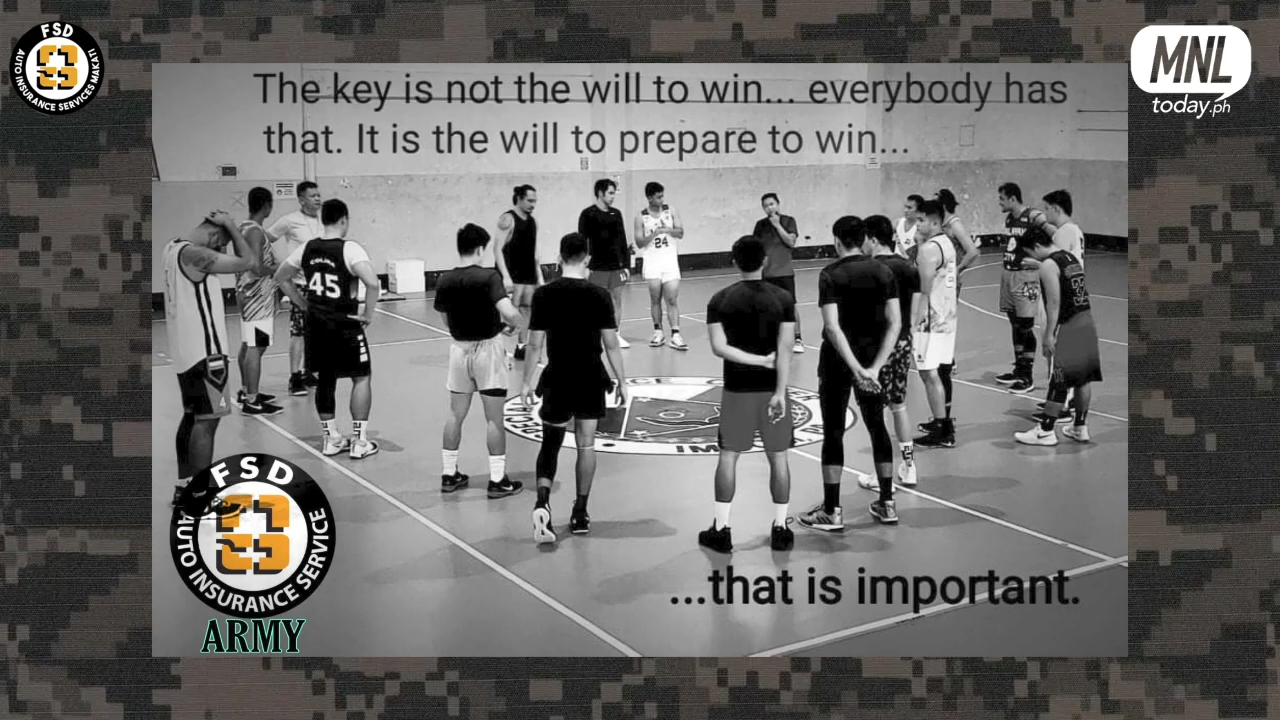 FSD
AUTO INSURANCE SERVICES MAKATI
MNL
today.ph
The key is not the will to win... everybody has
that. It is the will to prepare to win...
24
45
4
FSD
AUTO INSURANCE SERVICE
ARMY
...that is important.